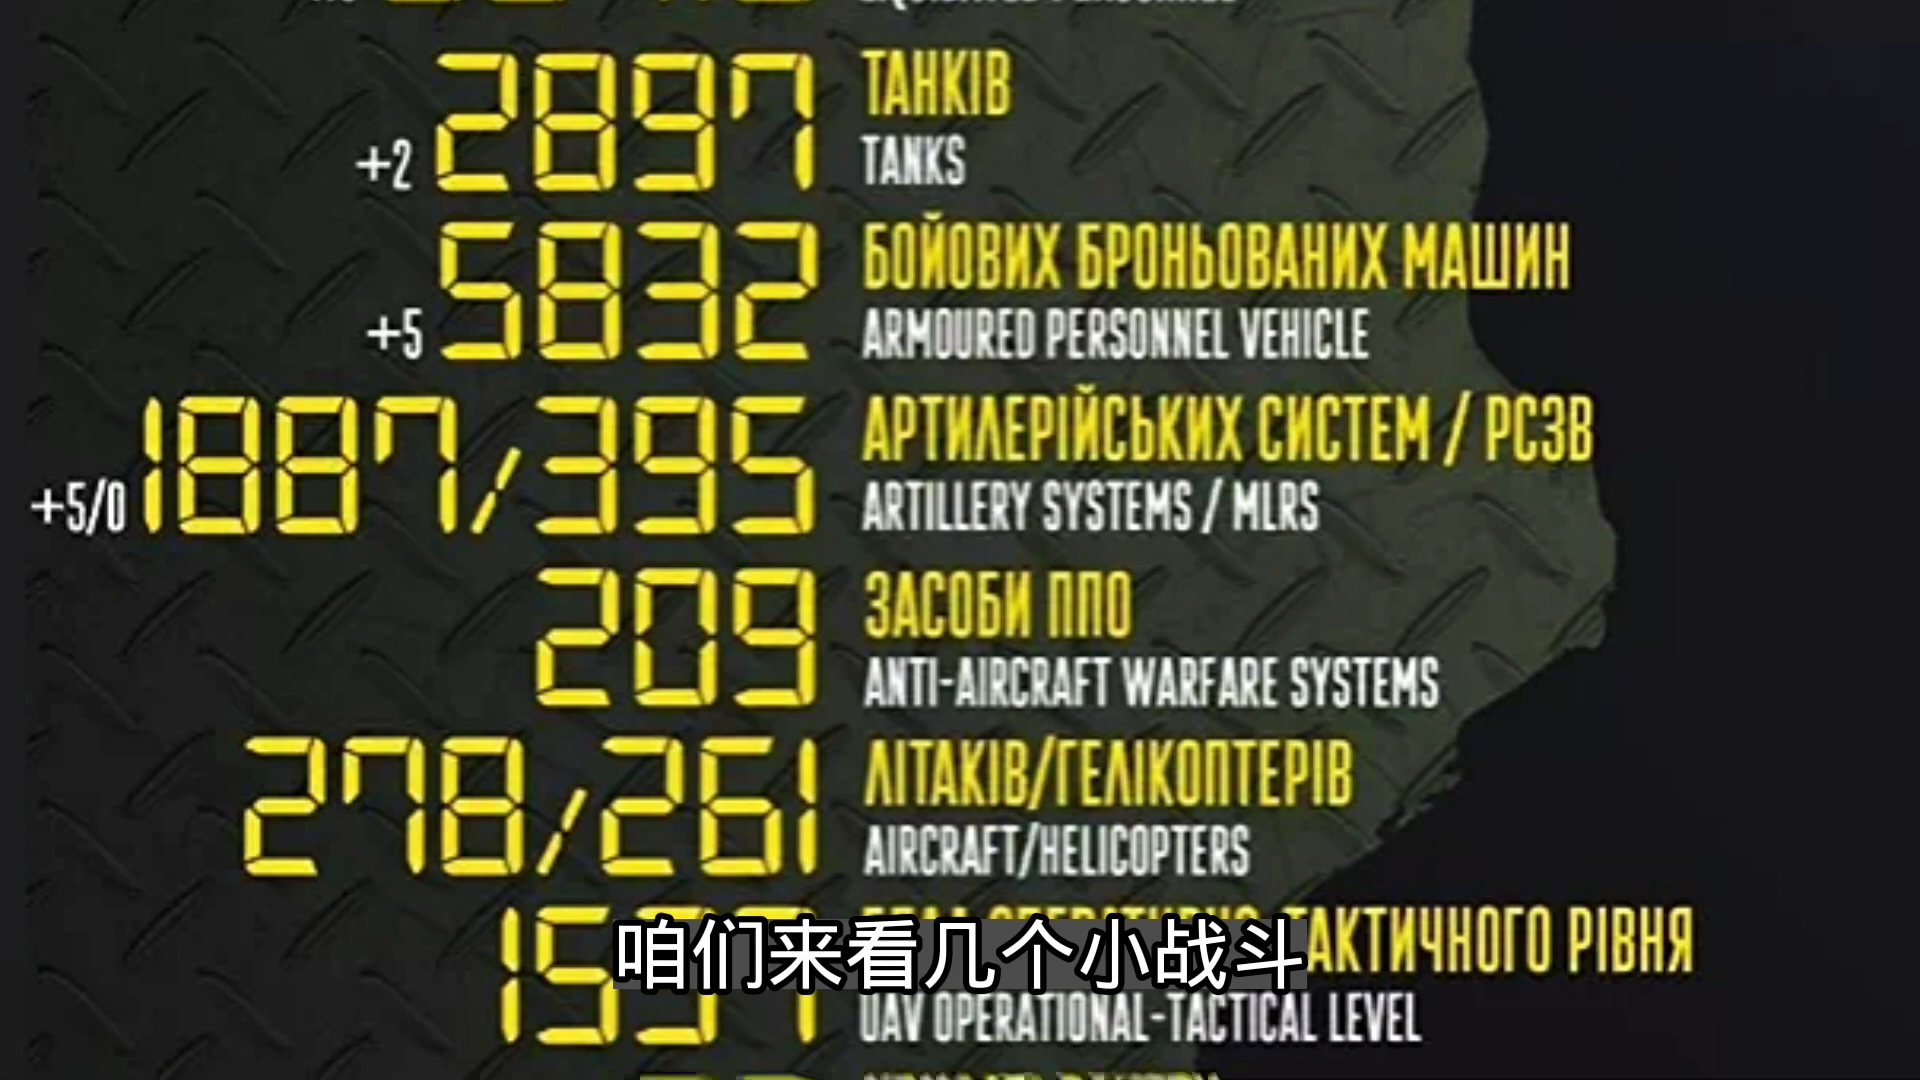 +2 2897 ТАНКІВ
TANKS
+5 5832 БОЙОВИХ БРОНЬОВАНИХ МАШИН
ARMOURED PERSONNEL VEHICLE
+5/0 1887/395 АРТИЛЕРІЙСЬКИХ СИСТЕМ / РСЗВ
ARTILLERY SYSTEMS / MLRS
209 ЗАСОБИ ППО
ANTI-AIRCRAFT WARFARE SYSTEMS
278/261 ЛІТАКІВ/ГЕЛІКОПТЕРІВ
AIRCRAFT/HELICOPTERS
РІВНЯ
咱们来看几个小战斗
UAV OPERATIONAL-TACTICAL LEVEL